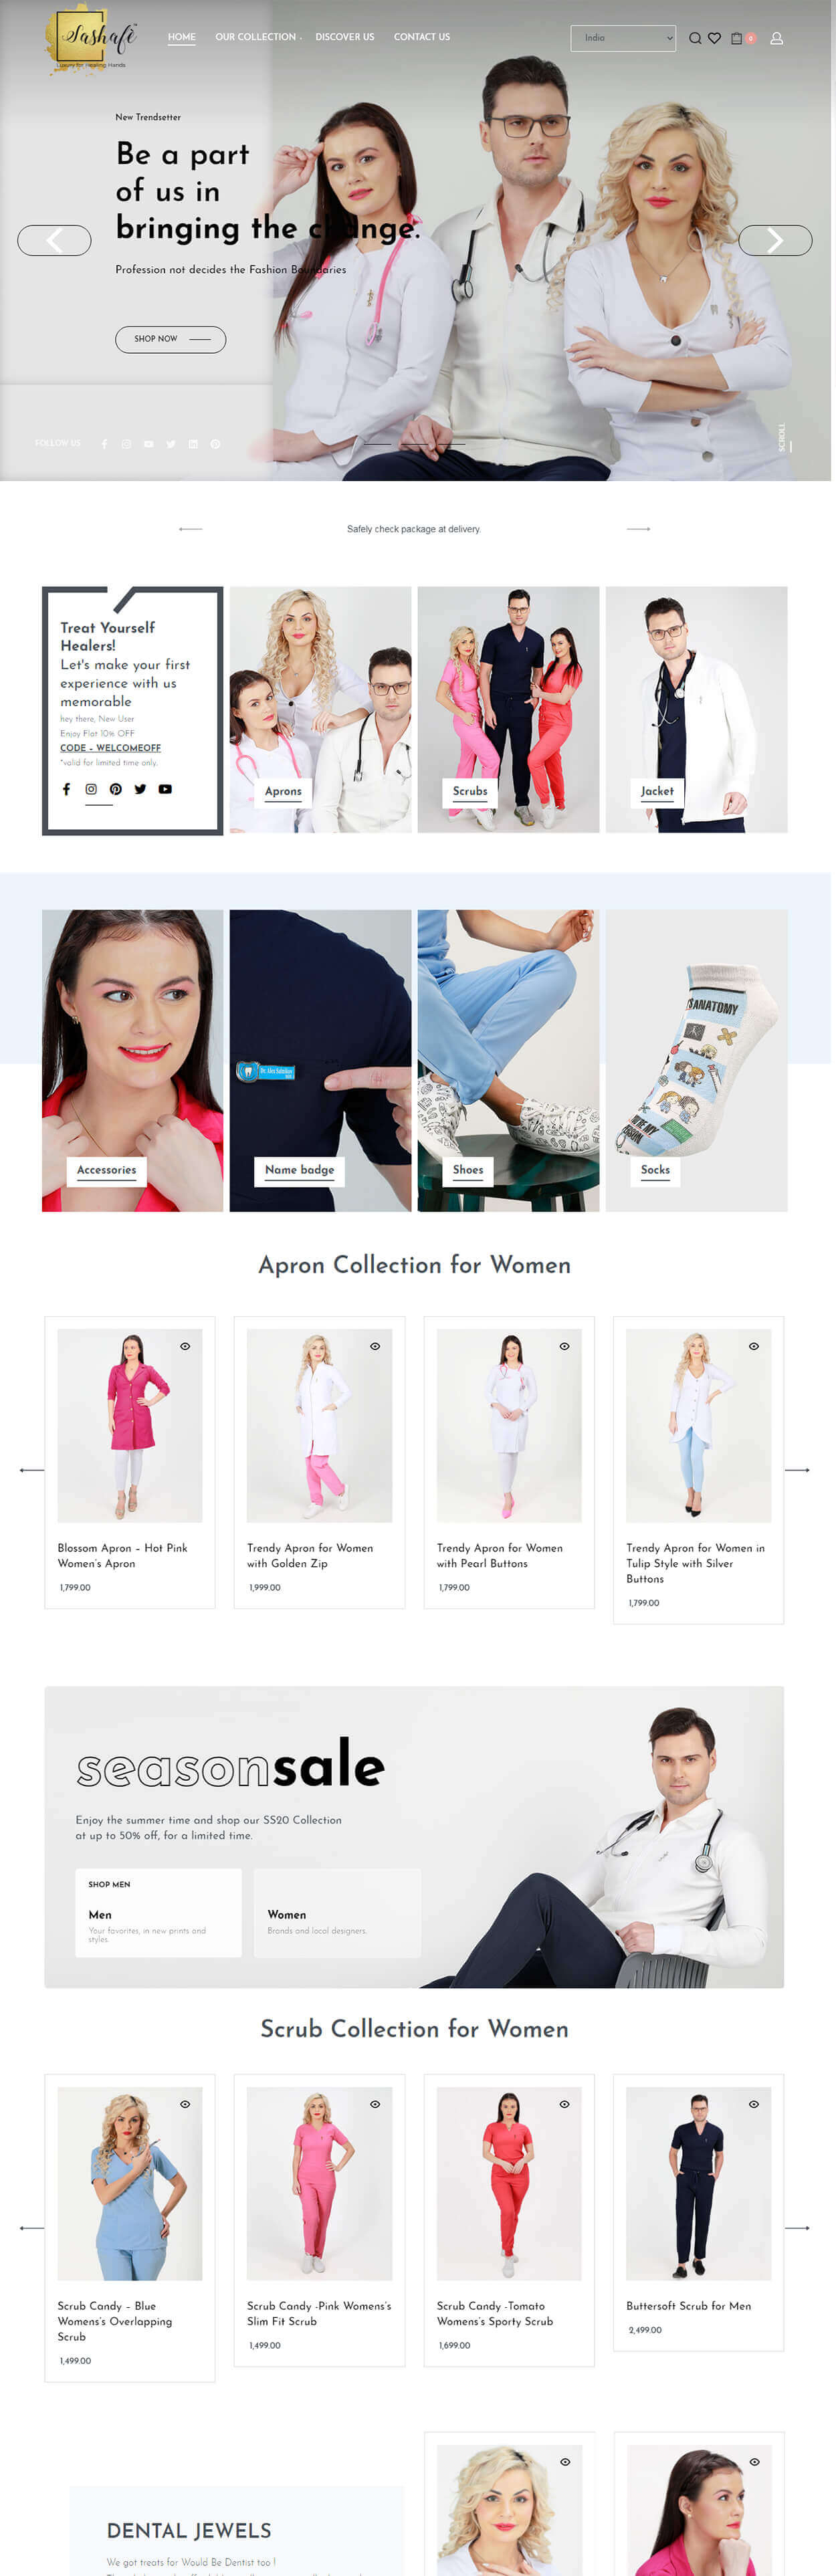 Sashafé™
Luxury for Healing Hands
HOME
OUR COLLECTION
DISCOVER US
CONTACT US
India
0
New Trendsetter
Be a part
of us in
bringing the change.
Profession not decides the Fashion Boundaries
SHOP NOW
FOLLOW US
SCROLL
Safely check package at delivery.
Treat Yourself
Healers!
Let's make your first
experience with us
memorable
hey there, New User
Enjoy Flat 10% OFF
CODE - WELCOMEOFF
*valid for limited time only.
Aprons
Scrubs
Jacket
Accessories
Name badge
Shoes
'S ANATOMY
Socks
Apron Collection for Women
Blossom Apron – Hot Pink
Women's Apron
1,799.00
Trendy Apron for Women
with Golden Zip
1,999.00
Trendy Apron for Women
with Pearl Buttons
1,799.00
Trendy Apron for Women in
Tulip Style with Silver
Buttons
1,799.00
seasonsale
Enjoy the summer time and shop our SS20 Collection
at up to 50% off, for a limited time.
SHOP MEN
Men
Your favorites, in new prints and
styles.
Women
Brands and local designers.
Scrub Collection for Women
Scrub Candy – Blue
Womens's Overlapping
Scrub
1,499.00
Scrub Candy -Pink Womens's
Slim Fit Scrub
1,499.00
Scrub Candy -Tomato
Womens's Sporty Scrub
1,699.00
Buttersoft Scrub for Men
2,499.00
DENTAL JEWELS
We got treats for Would Be Dentist too !